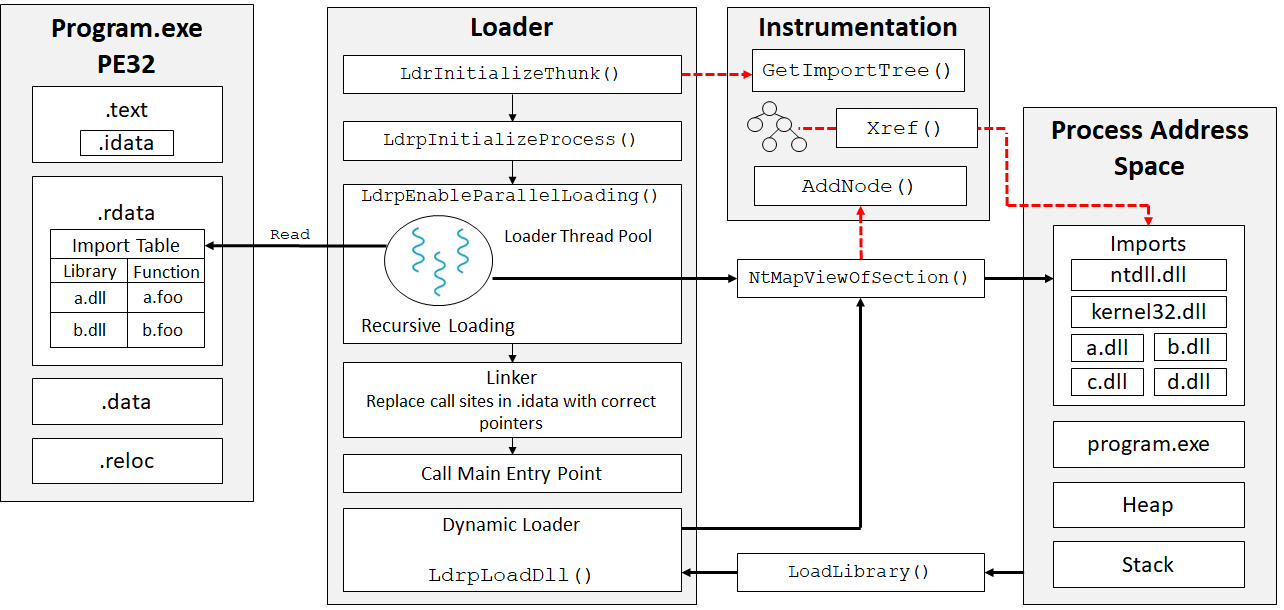 Program.exe
PE32
.text
.idata
.rdata
Import Table
Library Function
a.dll a.foo
b.dll b.foo
.data
.reloc
Read
Loader
LdrInitializeThunk()
LdrpInitializeProcess()
LdrpEnableParallelLoading()
Loader Thread Pool
Recursive Loading
Linker
Replace call sites in .idata with correct
pointers
Call Main Entry Point
Dynamic Loader
LdrpLoadDll()
Instrumentation
GetImportTree()
Xref()
AddNode()
NtMapViewOfSection()
LoadLibrary()
Process Address
Space
Imports
ntdll.dll
kernel32.dll
a.dll b.dll
c.dll d.dll
program.exe
Heap
Stack